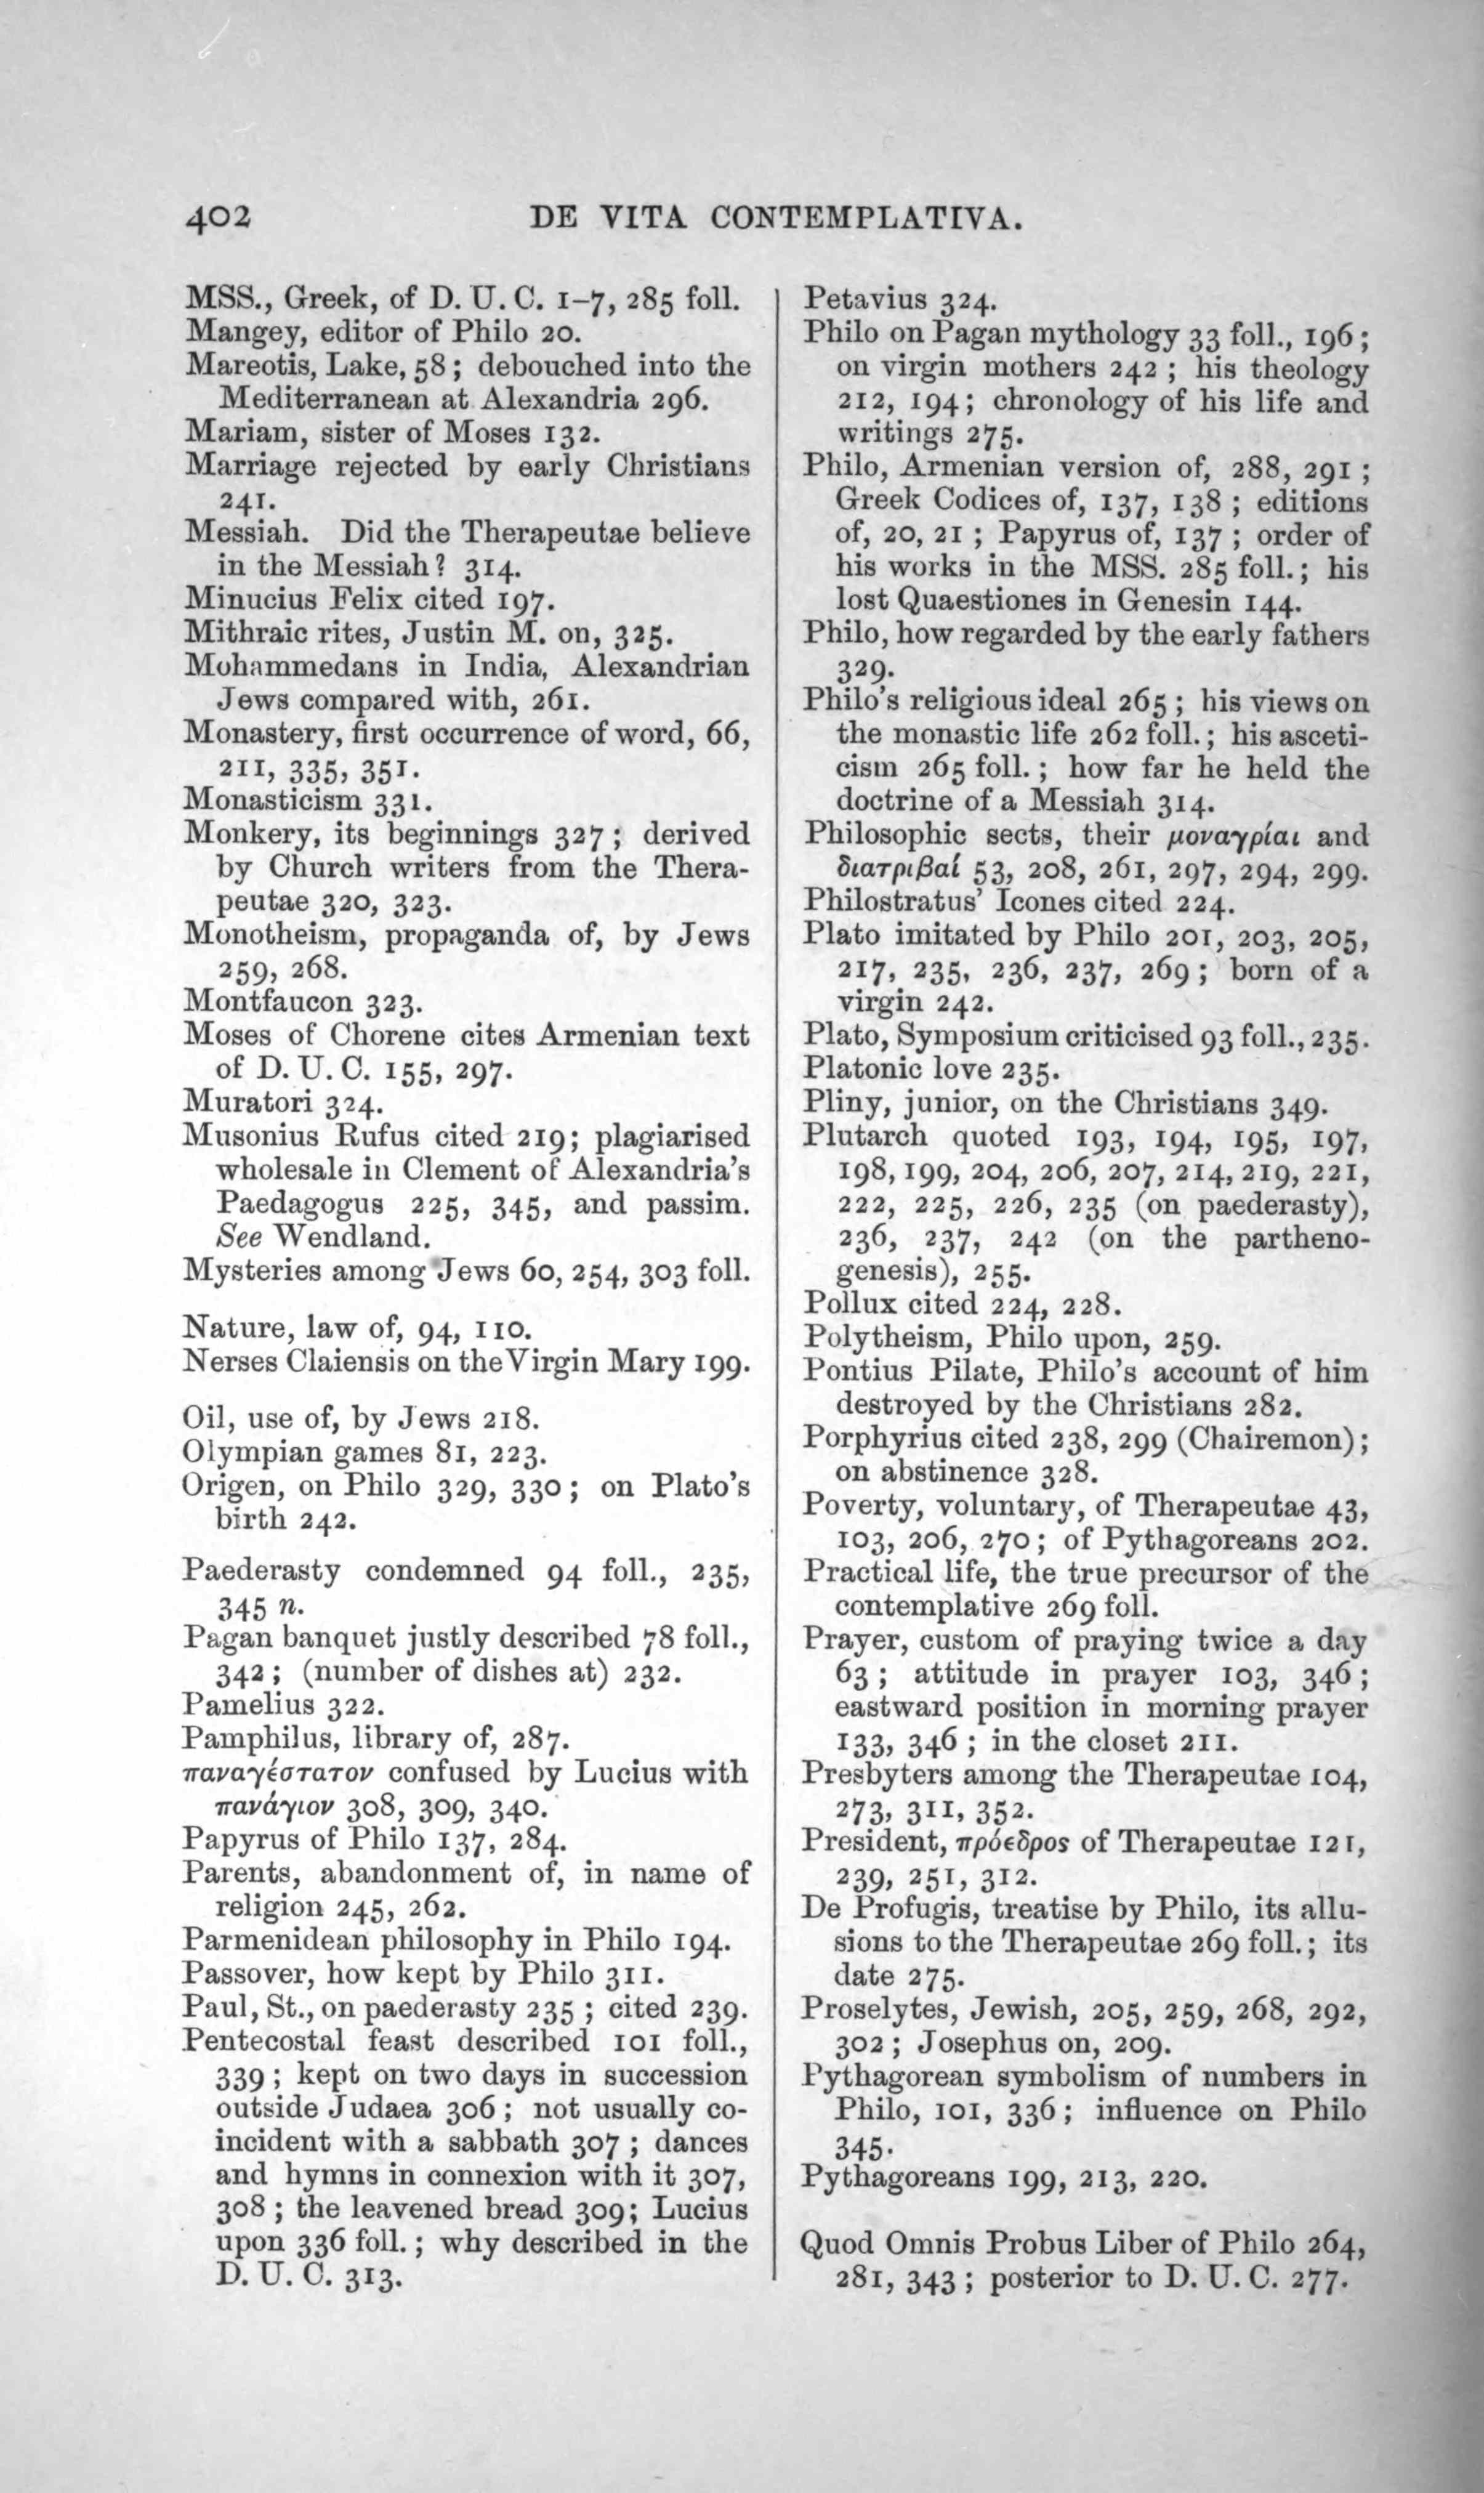 402 DE VITA CONTEMPLATIVA.
MSS., Greek, of D. U. C. 1–7, 285 foll.
Mangey, editor of Philo 20.
Mareotis, Lake, 58; debouched into the
Mediterranean at Alexandria 296.
Mariam, sister of Moses 132.
Marriage rejected by early Christians
241.
Messiah. Did the Therapeutae believe
in the Messiah? 314.
Minucius Felix cited 197.
Mithraic rites, Justin M. on, 325.
Mohammedans in India, Alexandrian
Jews compared with, 261.
Monastery, first occurrence of word, 66,
211, 335, 351.
Monasticism 331.
Monkery, its beginnings 327; derived
by Church writers from the Thera-
peutae 320, 323.
Monotheism, propaganda of, by Jews
259, 268.
Montfaucon 323.
Moses of Chorene cites Armenian text
of D. U. C. 155, 297.
Muratori 324.
Musonius Rufus cited 219; plagiarised
wholesale in Clement of Alexandria's
Paedagogus 225, 345, and passim.
See Wendland.
Mysteries among Jews 60, 254, 303 foll.
Nature, law of, 94, 110.
Nerses Claiensis on the Virgin Mary 199.
Oil, use of, by Jews 218.
Olympian games 81, 223.
Origen, on Philo 329, 330; on Plato's
birth 242.
Paederasty condemned 94 foll., 235,
345 n.
Pagan banquet justly described 78 foll.,
342; (number of dishes at) 232.
Pamelius 322.
Pamphilus, library of, 287.
παναγέστατον confused by Lucius with
πανάγιον 308, 309, 340.
Papyrus of Philo 137, 284.
Parents, abandonment of, in name of
religion 245, 262.
Parmenidean philosophy in Philo 194.
Passover, how kept by Philo 311.
Paul, St., on paederasty 235; cited 239.
Pentecostal feast described 101 foll.,
339; kept on two days in succession
outside Judaea 306; not usually co-
incident with a sabbath 307; dances
and hymns in connexion with it 307,
308; the leavened bread 309; Lucius
upon 336 foll.; why described in the
D. U. C. 313.
Petavius 324.
Philo on Pagan mythology 33 foll., 196;
on virgin mothers 242; his theology
212, 194; chronology of his life and
writings 275.
Philo, Armenian version of, 288, 291;
Greek Codices of, 137, 138; editions
of, 20, 21; Papyrus of, 137; order of
his works in the MSS. 285 foll.; his
lost Quaestiones in Genesin 144.
Philo, how regarded by the early fathers
329.
Philo's religious ideal 265; his views on
the monastic life 262 foll.; his asceti-
cism 265 foll.; how far he held the
doctrine of a Messiah 314.
Philosophic sects, their μοναγρίαι and
διατριβαί 53, 208, 261, 297, 294, 299.
Philostratus' Icones cited 224.
Plato imitated by Philo 201, 203, 205,
217, 235, 236, 237, 269; born of a
virgin 242.
Plato, Symposium criticised 93 foll., 235.
Platonic love 235.
Pliny, junior, on the Christians 349.
Plutarch quoted 193, 194, 195, 197,
198, 199, 204, 206, 207, 214, 219, 221,
222, 225, 226, 235 (on paederasty),
236, 237, 242 (on the partheno-
genesis), 255.
Pollux cited 224, 228.
Polytheism, Philo upon, 259.
Pontius Pilate, Philo's account of him
destroyed by the Christians 282.
Porphyrius cited 238, 299 (Chairemon);
on abstinence 328.
Poverty, voluntary, of Therapeutae 43,
103, 206, 270; of Pythagoreans 202.
Practical life, the true precursor of the
contemplative 269 foll.
Prayer, custom of praying twice a day
63; attitude in prayer 103, 346;
eastward position in morning prayer
133, 346; in the closet 211.
Presbyters among the Therapeutae 104,
273, 311, 352.
President, πρόεδρος of Therapeutae 121,
239, 251, 312.
De Profugis, treatise by Philo, its allu-
sions to the Therapeutae 269 foll.; its
date 275.
Proselytes, Jewish, 205, 259, 268, 292,
302; Josephus on, 209.
Pythagorean symbolism of numbers in
Philo, 101, 336; influence on Philo
345.
Pythagoreans 199, 213, 220.
Quod Omnis Probus Liber of Philo 264,
281, 343; posterior to D. U. C. 277.